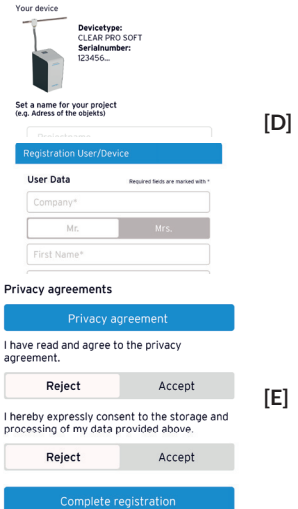 Your device
Devicetype:
CLEAR PRO SOFT
Serialnumber:
123456...
Set a name for your project
(e.g. Adress of the objekts)
[D]
Projectname
Registration User/Device
User Data
Required fields are marked with *
Company*
Mr.
Mrs.
First Name*
Privacy agreements
Privacy agreement
I have read and agree to the privacy
agreement.
Reject
Accept
[E]
I hereby expressly consent to the storage and
processing of my data provided above.
Reject
Accept
Complete registration